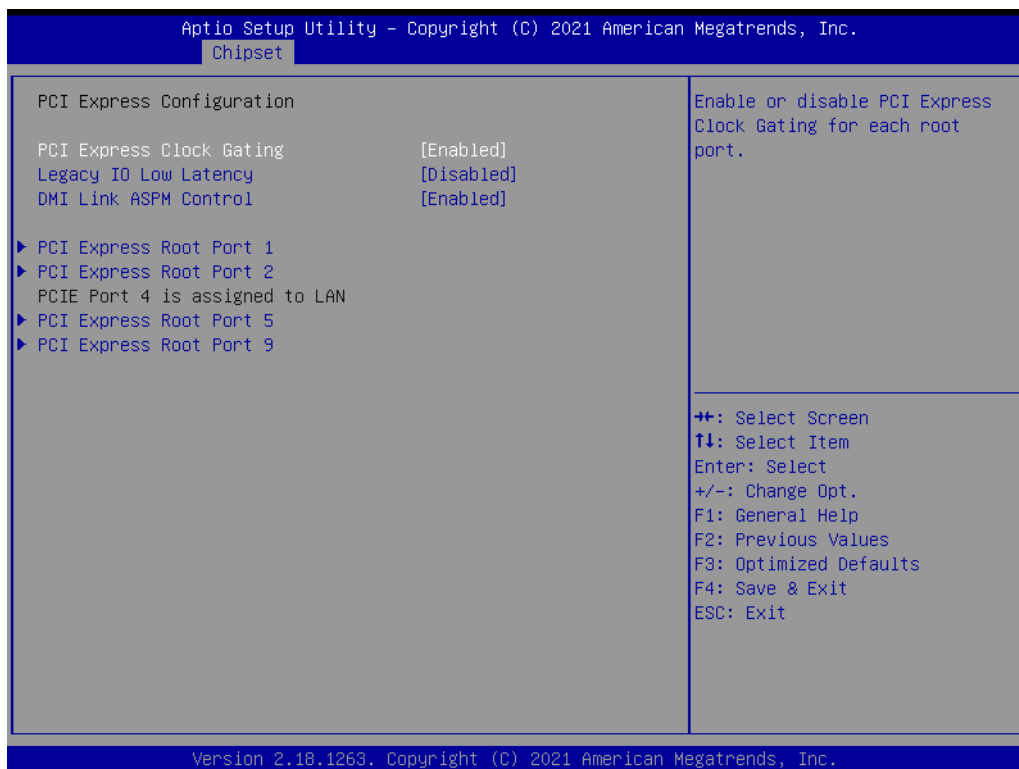 Aptio Setup Utility – Copyright (C) 2021 American Megatrends, Inc.
Chipset
PCI Express Configuration
PCI Express Clock Gating [Enabled]
Legacy IO Low Latency [Disabled]
DMI Link ASPM Control [Enabled]
PCI Express Root Port 1
PCI Express Root Port 2
PCIE Port 4 is assigned to LAN
PCI Express Root Port 5
PCI Express Root Port 9
Enable or disable PCI Express
Clock Gating for each root
port.
→←: Select Screen
↑↓: Select Item
Enter: Select
+/-: Change Opt.
F1: General Help
F2: Previous Values
F3: Optimized Defaults
F4: Save & Exit
ESC: Exit
Version 2.18.1263. Copyright (C) 2021 American Megatrends, Inc.